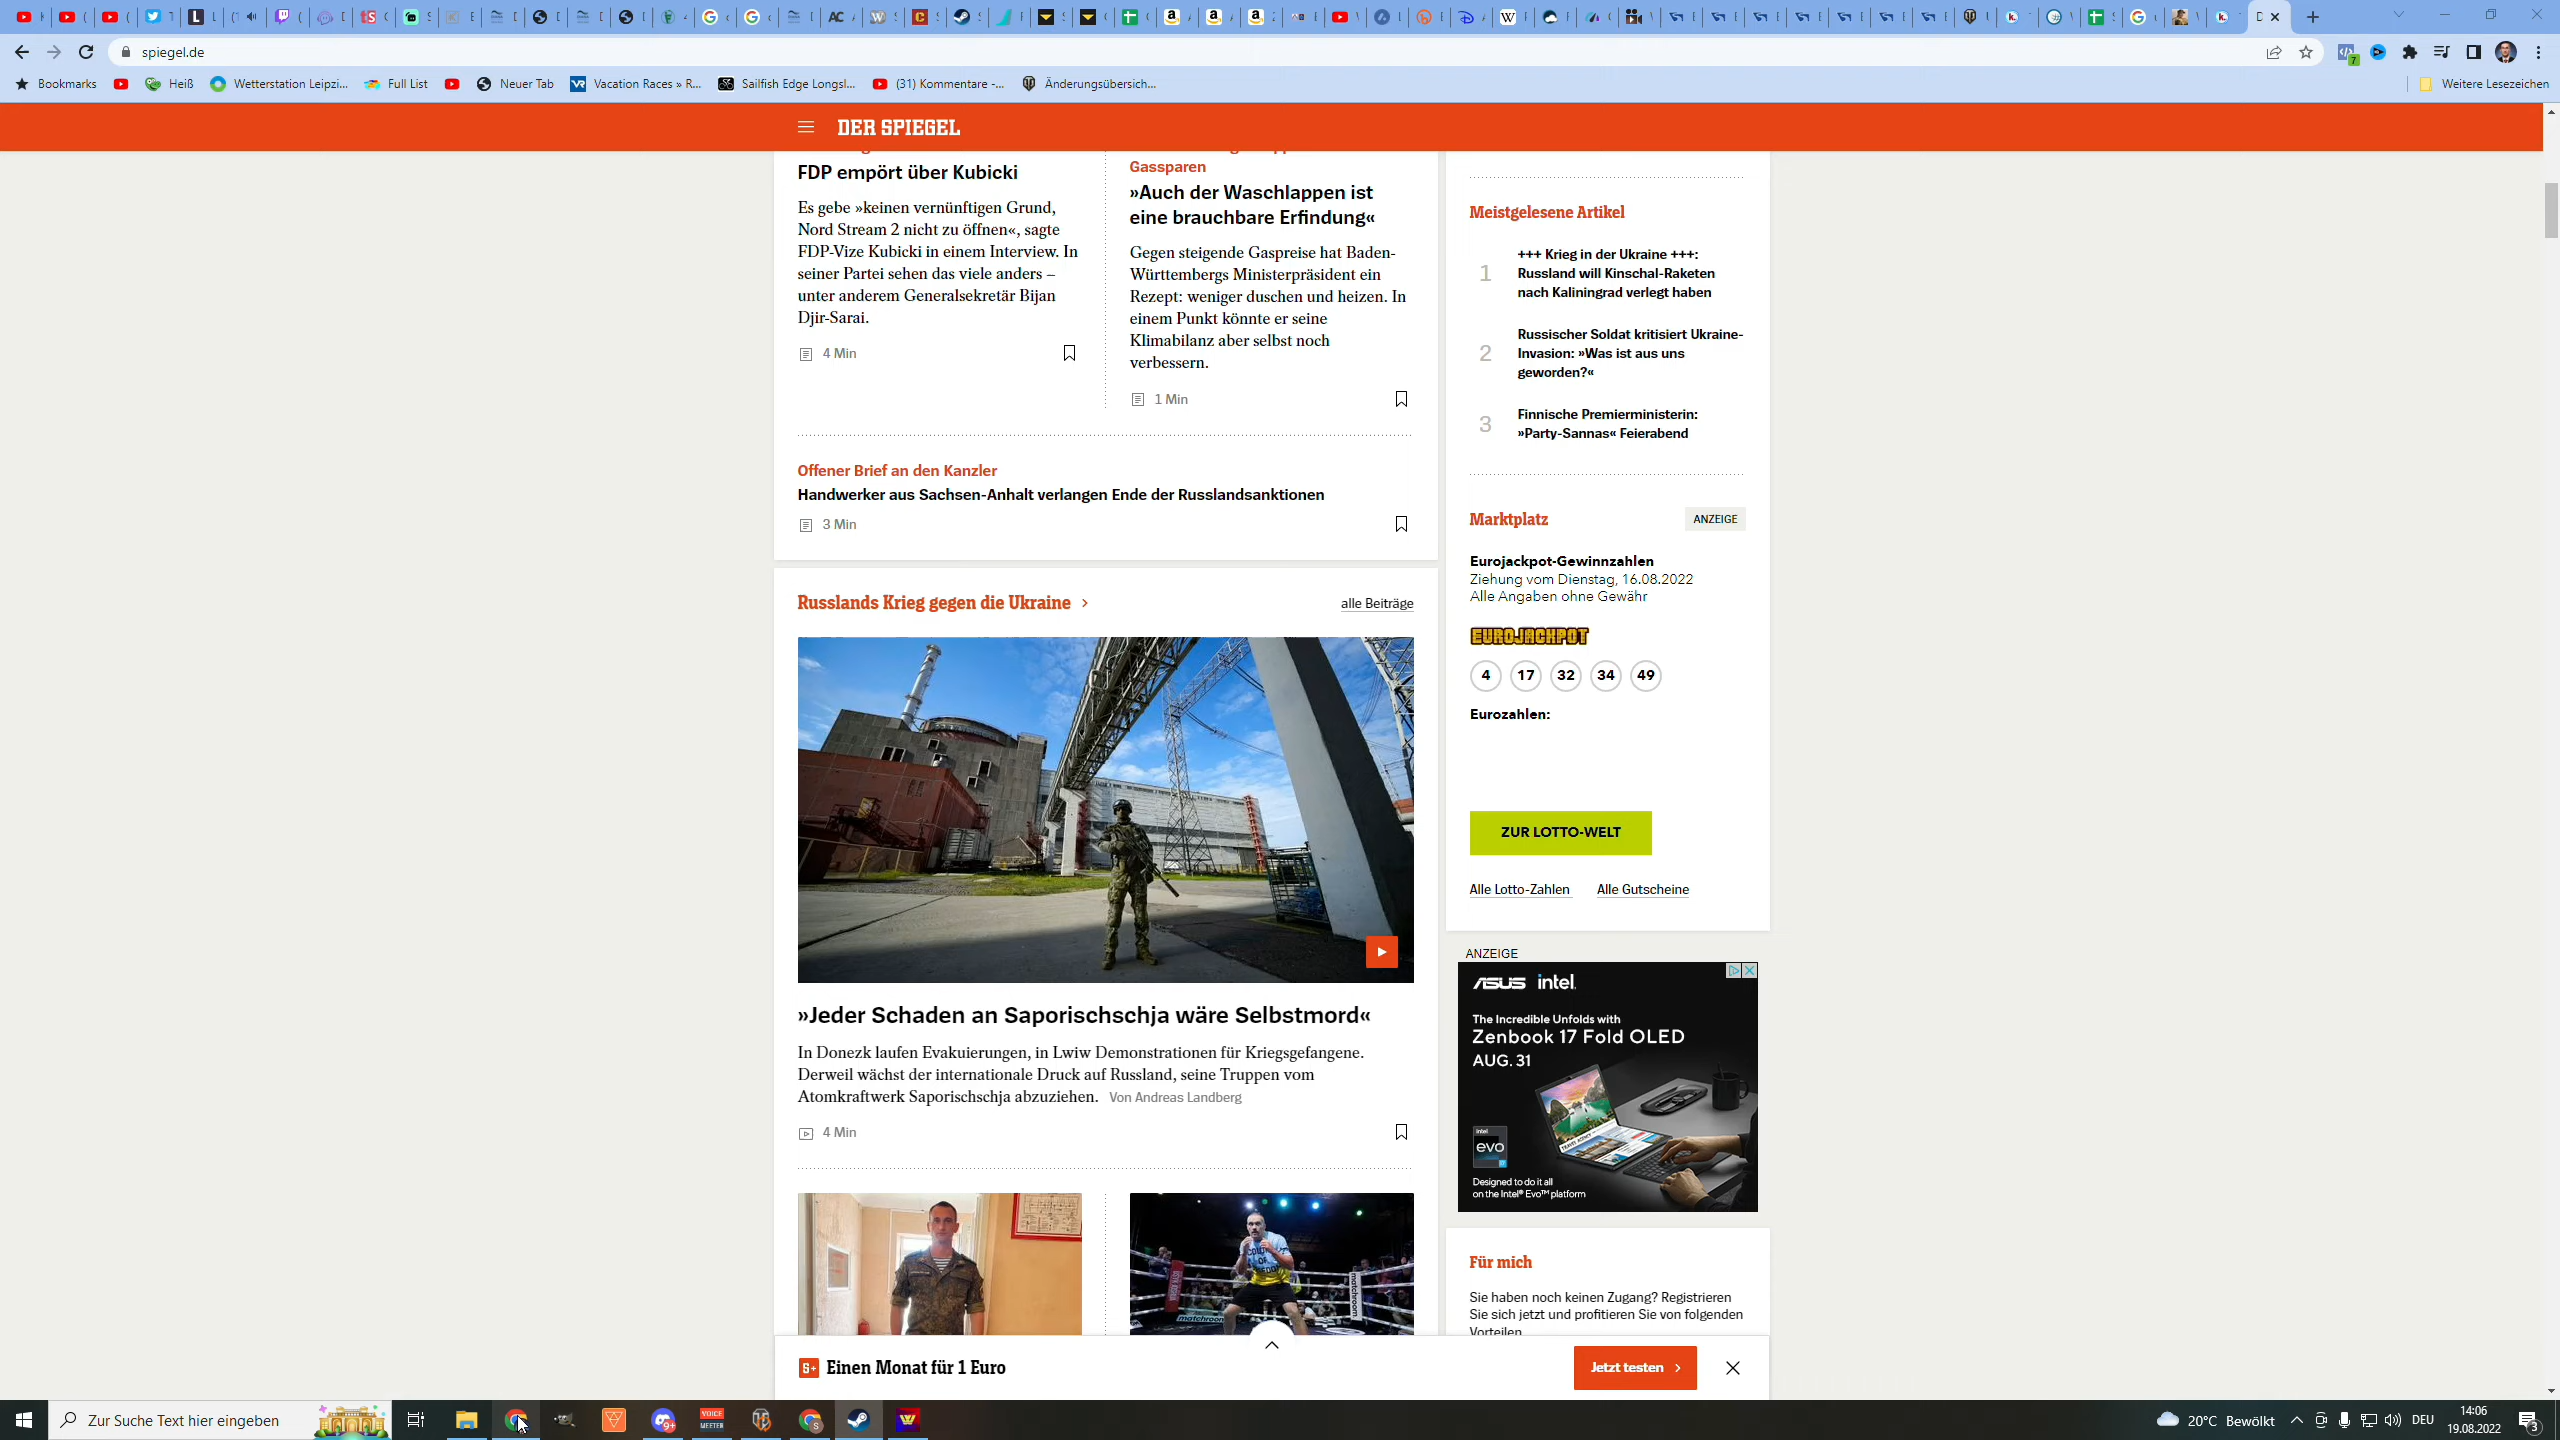 spiegel.de
Bookmarks
Heiß
Wetterstation Leipzi...
Full List
Neuer Tab
Vacation Races » R...
Sailfish Edge Longsl...
(31) Kommentare -...
Änderungsübersich...
Weitere Lesezeichen
DER SPIEGEL
FDP empört über Kubicki
Es gebe »keinen vernünftigen Grund,
Nord Stream 2 nicht zu öffnen«, sagte
FDP-Vize Kubicki in einem Interview. In
seiner Partei sehen das viele anders –
unter anderem Generalsekretär Bijan
Djir-Sarai.
4 Min
Gassparen
»Auch der Waschlappen ist
eine brauchbare Erfindung«
Gegen steigende Gaspreise hat Baden-
Württembergs Ministerpräsident ein
Rezept: weniger duschen und heizen. In
einem Punkt könnte er seine
Klimabilanz aber selbst noch
verbessern.
1 Min
Offener Brief an den Kanzler
Handwerker aus Sachsen-Anhalt verlangen Ende der Russlandsanktionen
3 Min
Russlands Krieg gegen die Ukraine
alle Beiträge
»Jeder Schaden an Saporischschja wäre Selbstmord«
In Donezk laufen Evakuierungen, in Lwiw Demonstrationen für Kriegsgefangene.
Derweil wächst der internationale Druck auf Russland, seine Truppen vom
Atomkraftwerk Saporischschja abzuziehen. Von Andreas Landberg
4 Min
Meistgelesene Artikel
1
+++ Krieg in der Ukraine +++:
Russland will Kinschal-Raketen
nach Kaliningrad verlegt haben
2
Russischer Soldat kritisiert Ukraine-
Invasion: »Was ist aus uns
geworden?«
3
Finnische Premierministerin:
»Party-Sannas« Feierabend
Marktplatz
ANZEIGE
Eurojackpot-Gewinnzahlen
Ziehung vom Dienstag, 16.08.2022
Alle Angaben ohne Gewähr
EUROJACKPOT
4 17 32 34 49
Eurozahlen:
ZUR LOTTO-WELT
Alle Lotto-Zahlen
Alle Gutscheine
ANZEIGE
ASUS intel.
The Incredible Unfolds with
Zenbook 17 Fold OLED
AUG. 31
intel
evo
Designed to do it all
on the Intel® Evo™ platform
Für mich
Sie haben noch keinen Zugang? Registrieren
Sie sich jetzt und profitieren Sie von folgenden
Vorteilen
matchroom
S+ Einen Monat für 1 Euro
Jetzt testen
Zur Suche Text hier eingeben
VOICE
MEETER
20°C Bewölkt
DEU
14:06
19.08.2022
3